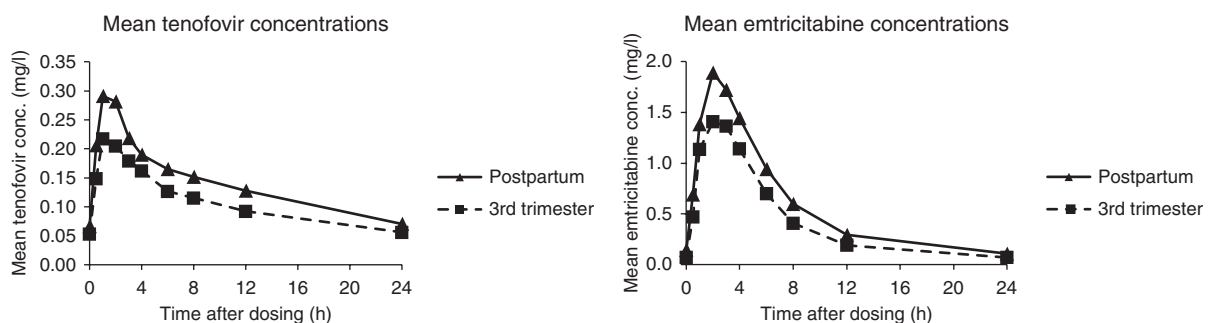 Mean tenofovir concentrations
Mean tenofovir conc. (mg/l)
0.35
0.30
0.25
0.20
0.15
0.10
0.05
0.00
0 4 8 12 16 20 24
Time after dosing (h)
Postpartum
3rd trimester
Mean emtricitabine concentrations
Mean emtricitabine conc. (mg/l)
2.0
1.5
1.0
0.5
0.0
0 4 8 12 16 20 24
Time after dosing (h)
Postpartum
3rd trimester